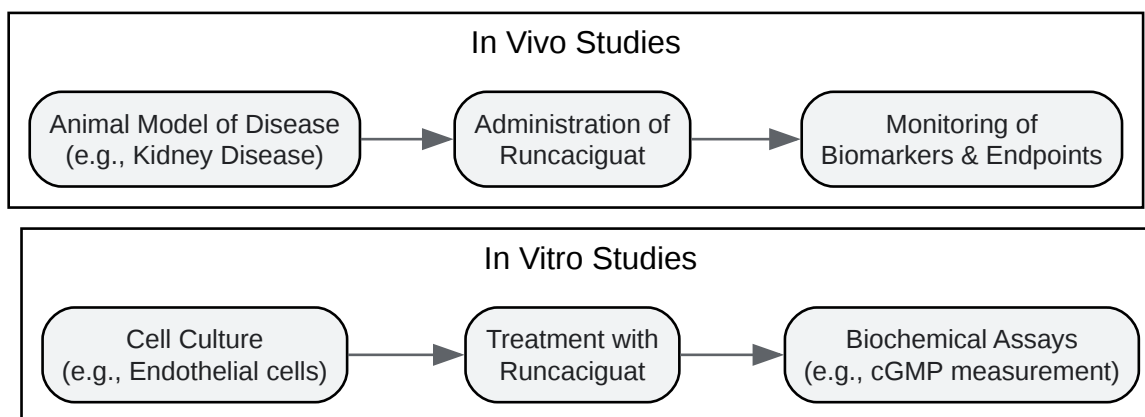 In Vivo Studies
Animal Model of Disease
(e.g., Kidney Disease)
Administration of
Runcaciguat
Monitoring of
Biomarkers & Endpoints
In Vitro Studies
Cell Culture
(e.g., Endothelial cells)
Treatment with
Runcaciguat
Biochemical Assays
(e.g., cGMP measurement)